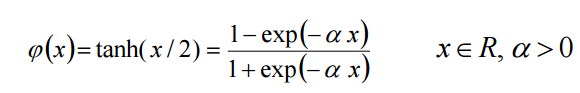 φ(x)=tanh(x/2)= (1−exp(−α x))/(1+exp(−α x)) x∈R, α>0